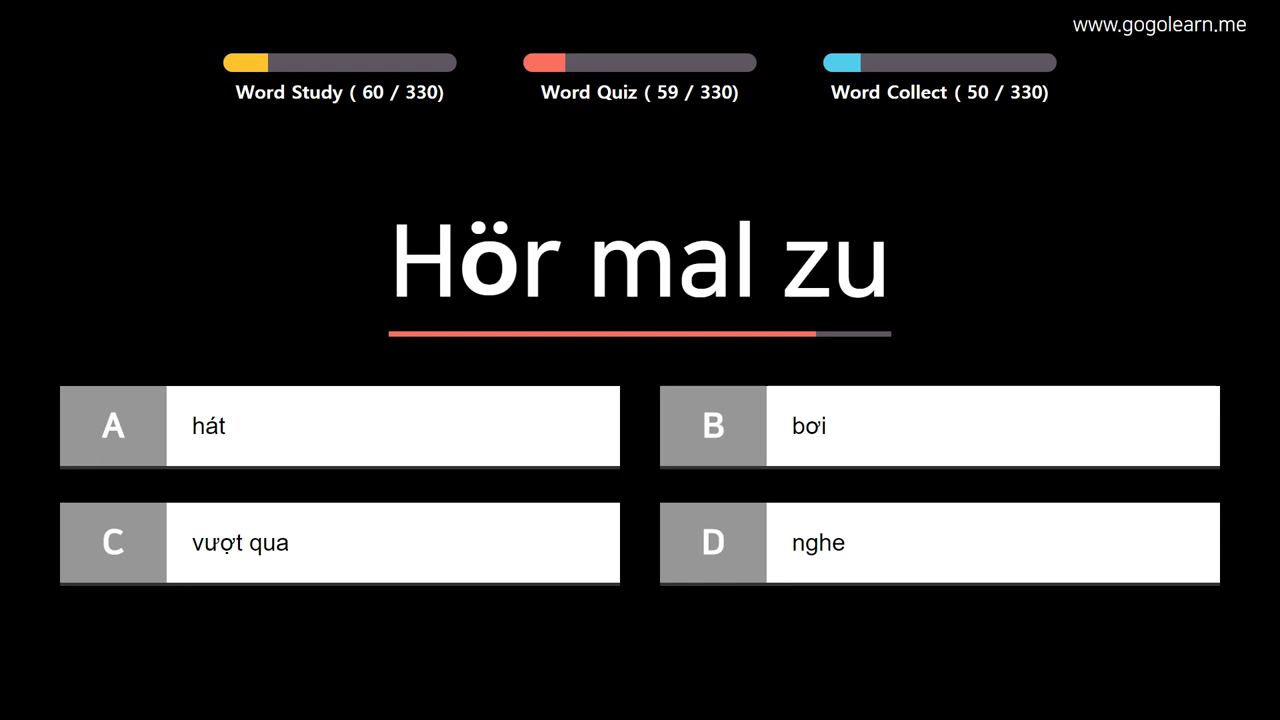 www.gogolearn.me
Word Study ( 60 / 330)
Word Quiz ( 59 / 330)
Word Collect ( 50 / 330)
Hör mal zu
A hát
B bơi
C vượt qua
D nghe